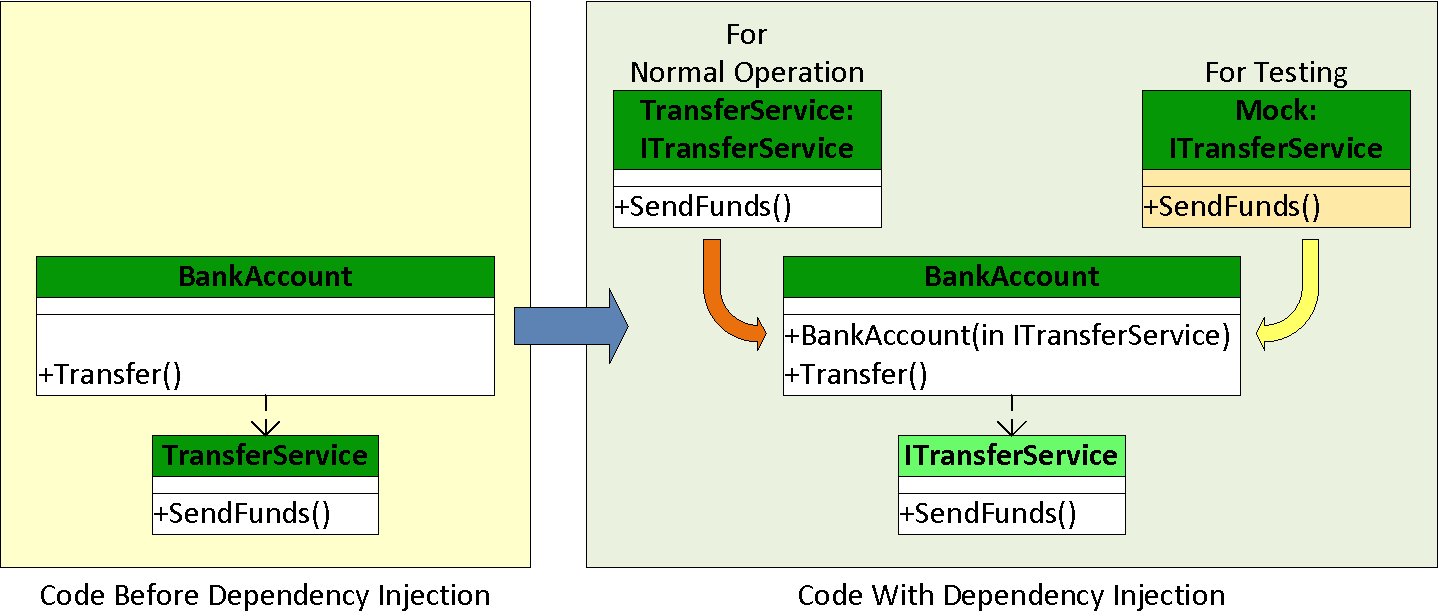 BankAccount
+Transfer()
TransferService
+SendFunds()
Code Before Dependency Injection
For
Normal Operation
TransferService:
ITransferService
+SendFunds()
For Testing
Mock:
ITransferService
+SendFunds()
BankAccount
+BankAccount(in ITransferService)
+Transfer()
ITransferService
+SendFunds()
Code With Dependency Injection